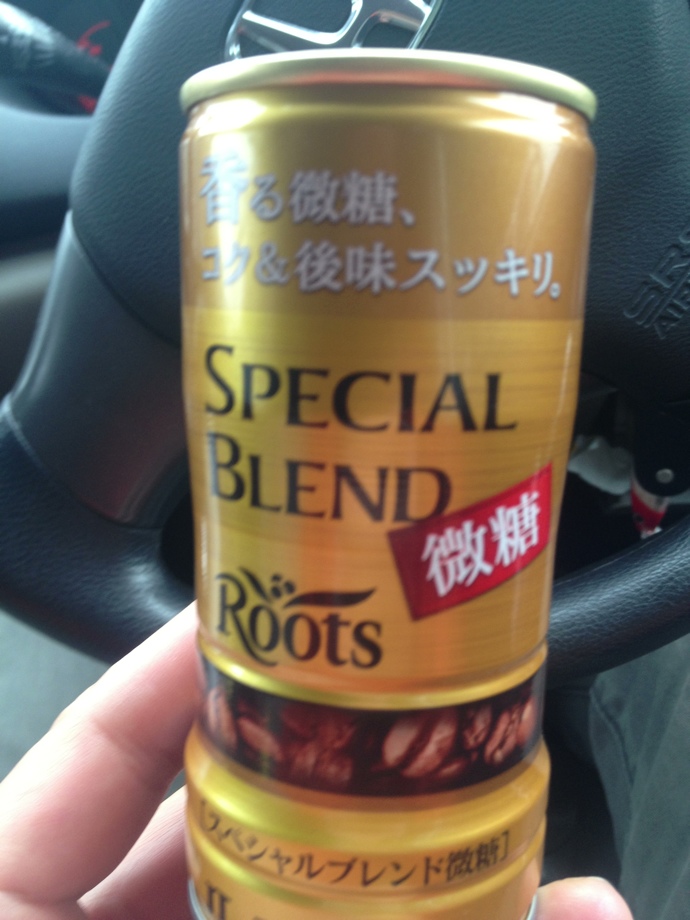 香る微糖、
コク&後味スッキリ。
SPECIAL
BLEND
微糖
Roots
[スペシャルブレンド微糖]
SRS